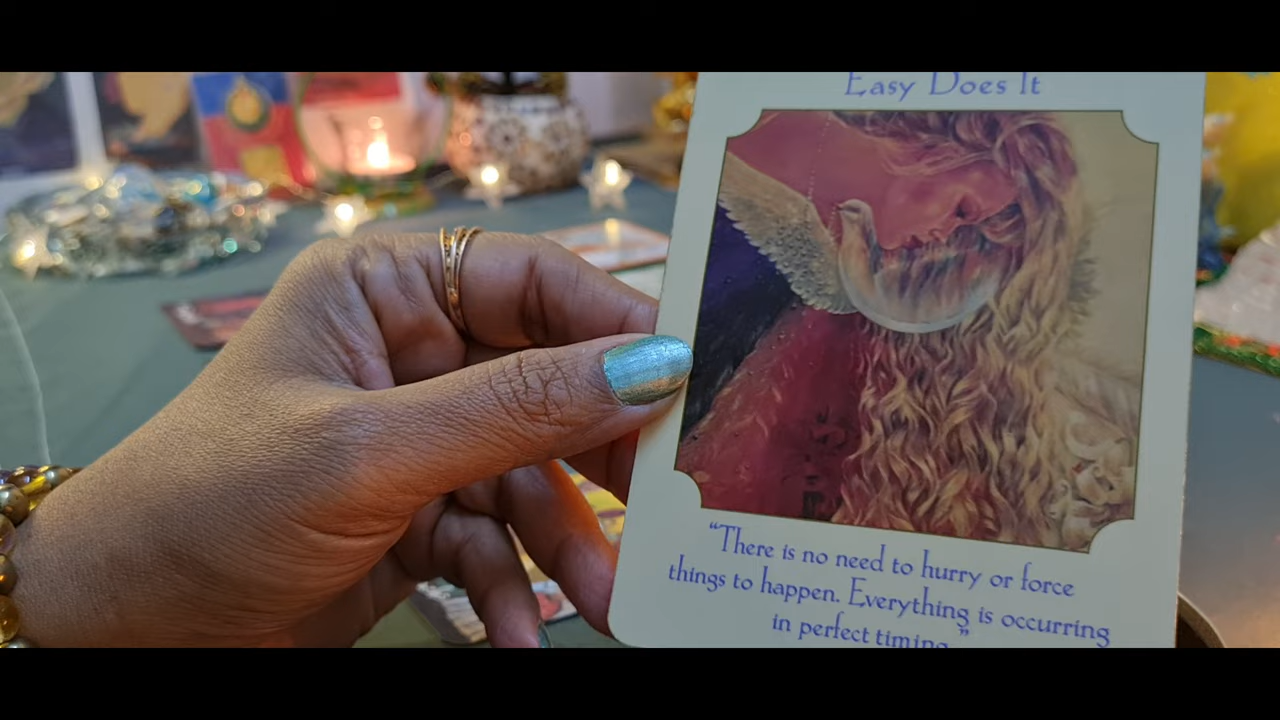 Easy Does It
“There is no need to hurry or force
things to happen. Everything is occurring
in perfect timing.”